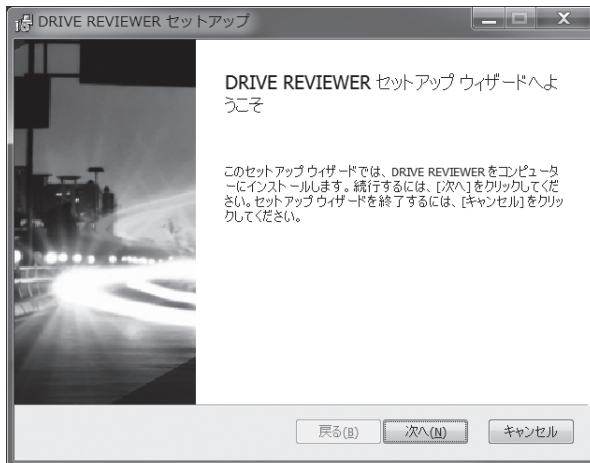 DRIVE REVIEWER セットアップ
DRIVE REVIEWER セットアップ ウィザードへよ
うこそ
このセットアップ ウィザードでは、DRIVE REVIEWER をコンピュータ
ーにインストールします。続行するには、[次へ] をクリックしてくだ
さい。セットアップ ウィザードを終了するには、[キャンセル] をクリッ
クしてください。
戻る(B)
次へ(N)
キャンセル